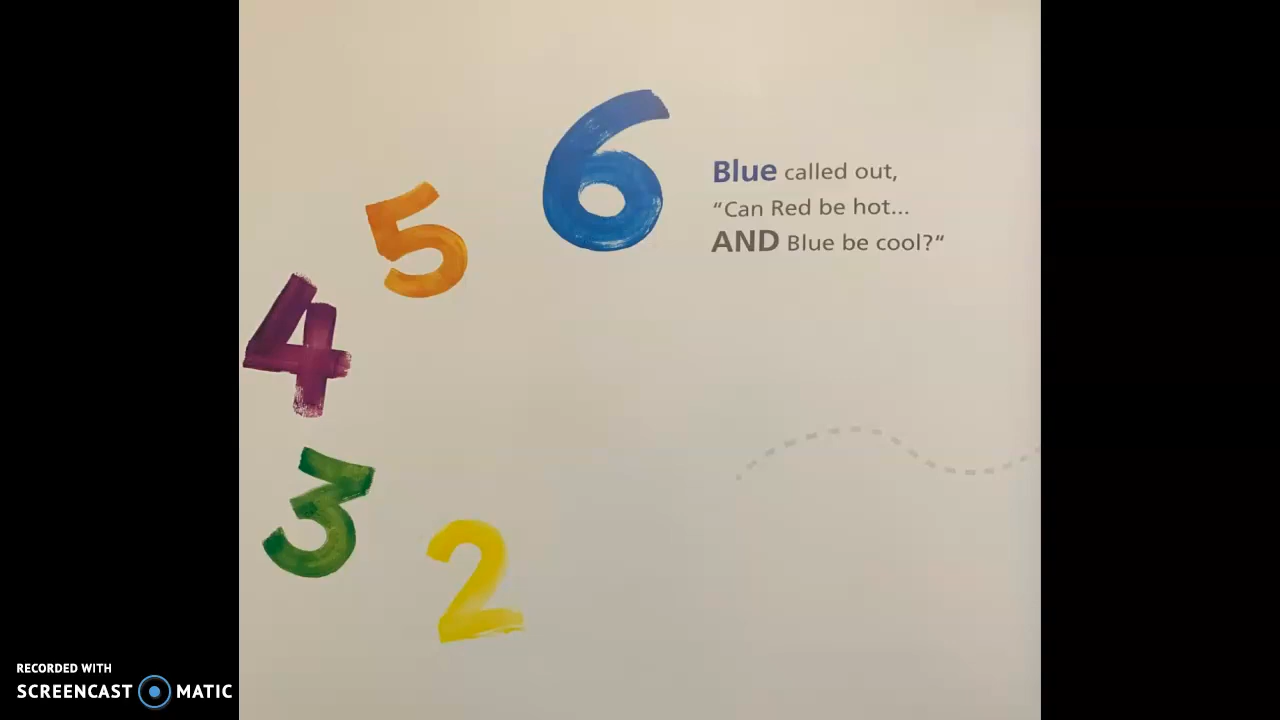 6
Blue called out,
5
"Can Red be hot...
AND Blue be cool?"
4
3
2
RECORDED WITH
SCREENCAST MATIC